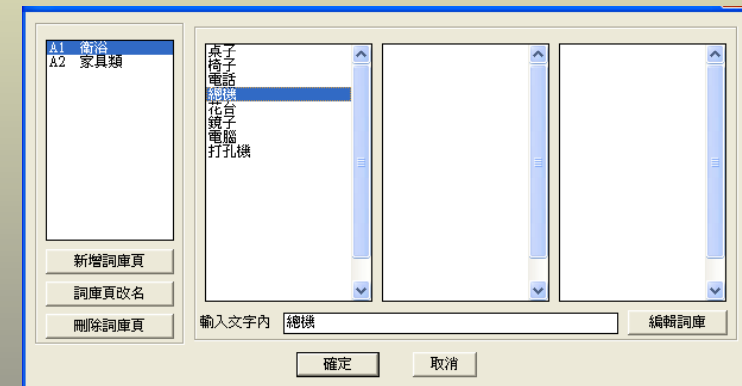 A1 衛浴
A2 家具類
新增詞庫頁
詞庫頁改名
刪除詞庫頁
桌子
椅子
電話
總機
花台
鏡子
電腦
打孔機
輸入文字內 總機
編輯詞庫
確定
取消